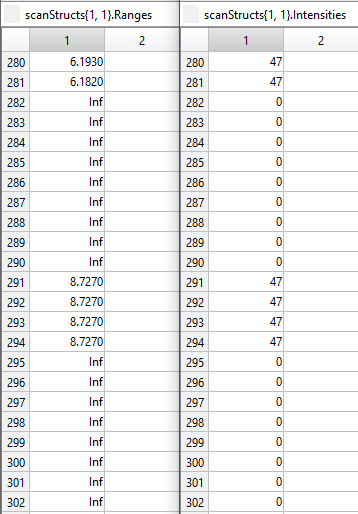 scanStructs{1, 1}.Ranges scanStructs{1, 1}.Intensities
1 2 1 2
280 6.1930 280 47
281 6.1820 281 47
282 Inf 282 0
283 Inf 283 0
284 Inf 284 0
285 Inf 285 0
286 Inf 286 0
287 Inf 287 0
288 Inf 288 0
289 Inf 289 0
290 Inf 290 0
291 8.7270 291 47
292 8.7270 292 47
293 8.7270 293 47
294 8.7270 294 47
295 Inf 295 0
296 Inf 296 0
297 Inf 297 0
298 Inf 298 0
299 Inf 299 0
300 Inf 300 0
301 Inf 301 0
302 Inf 302 0